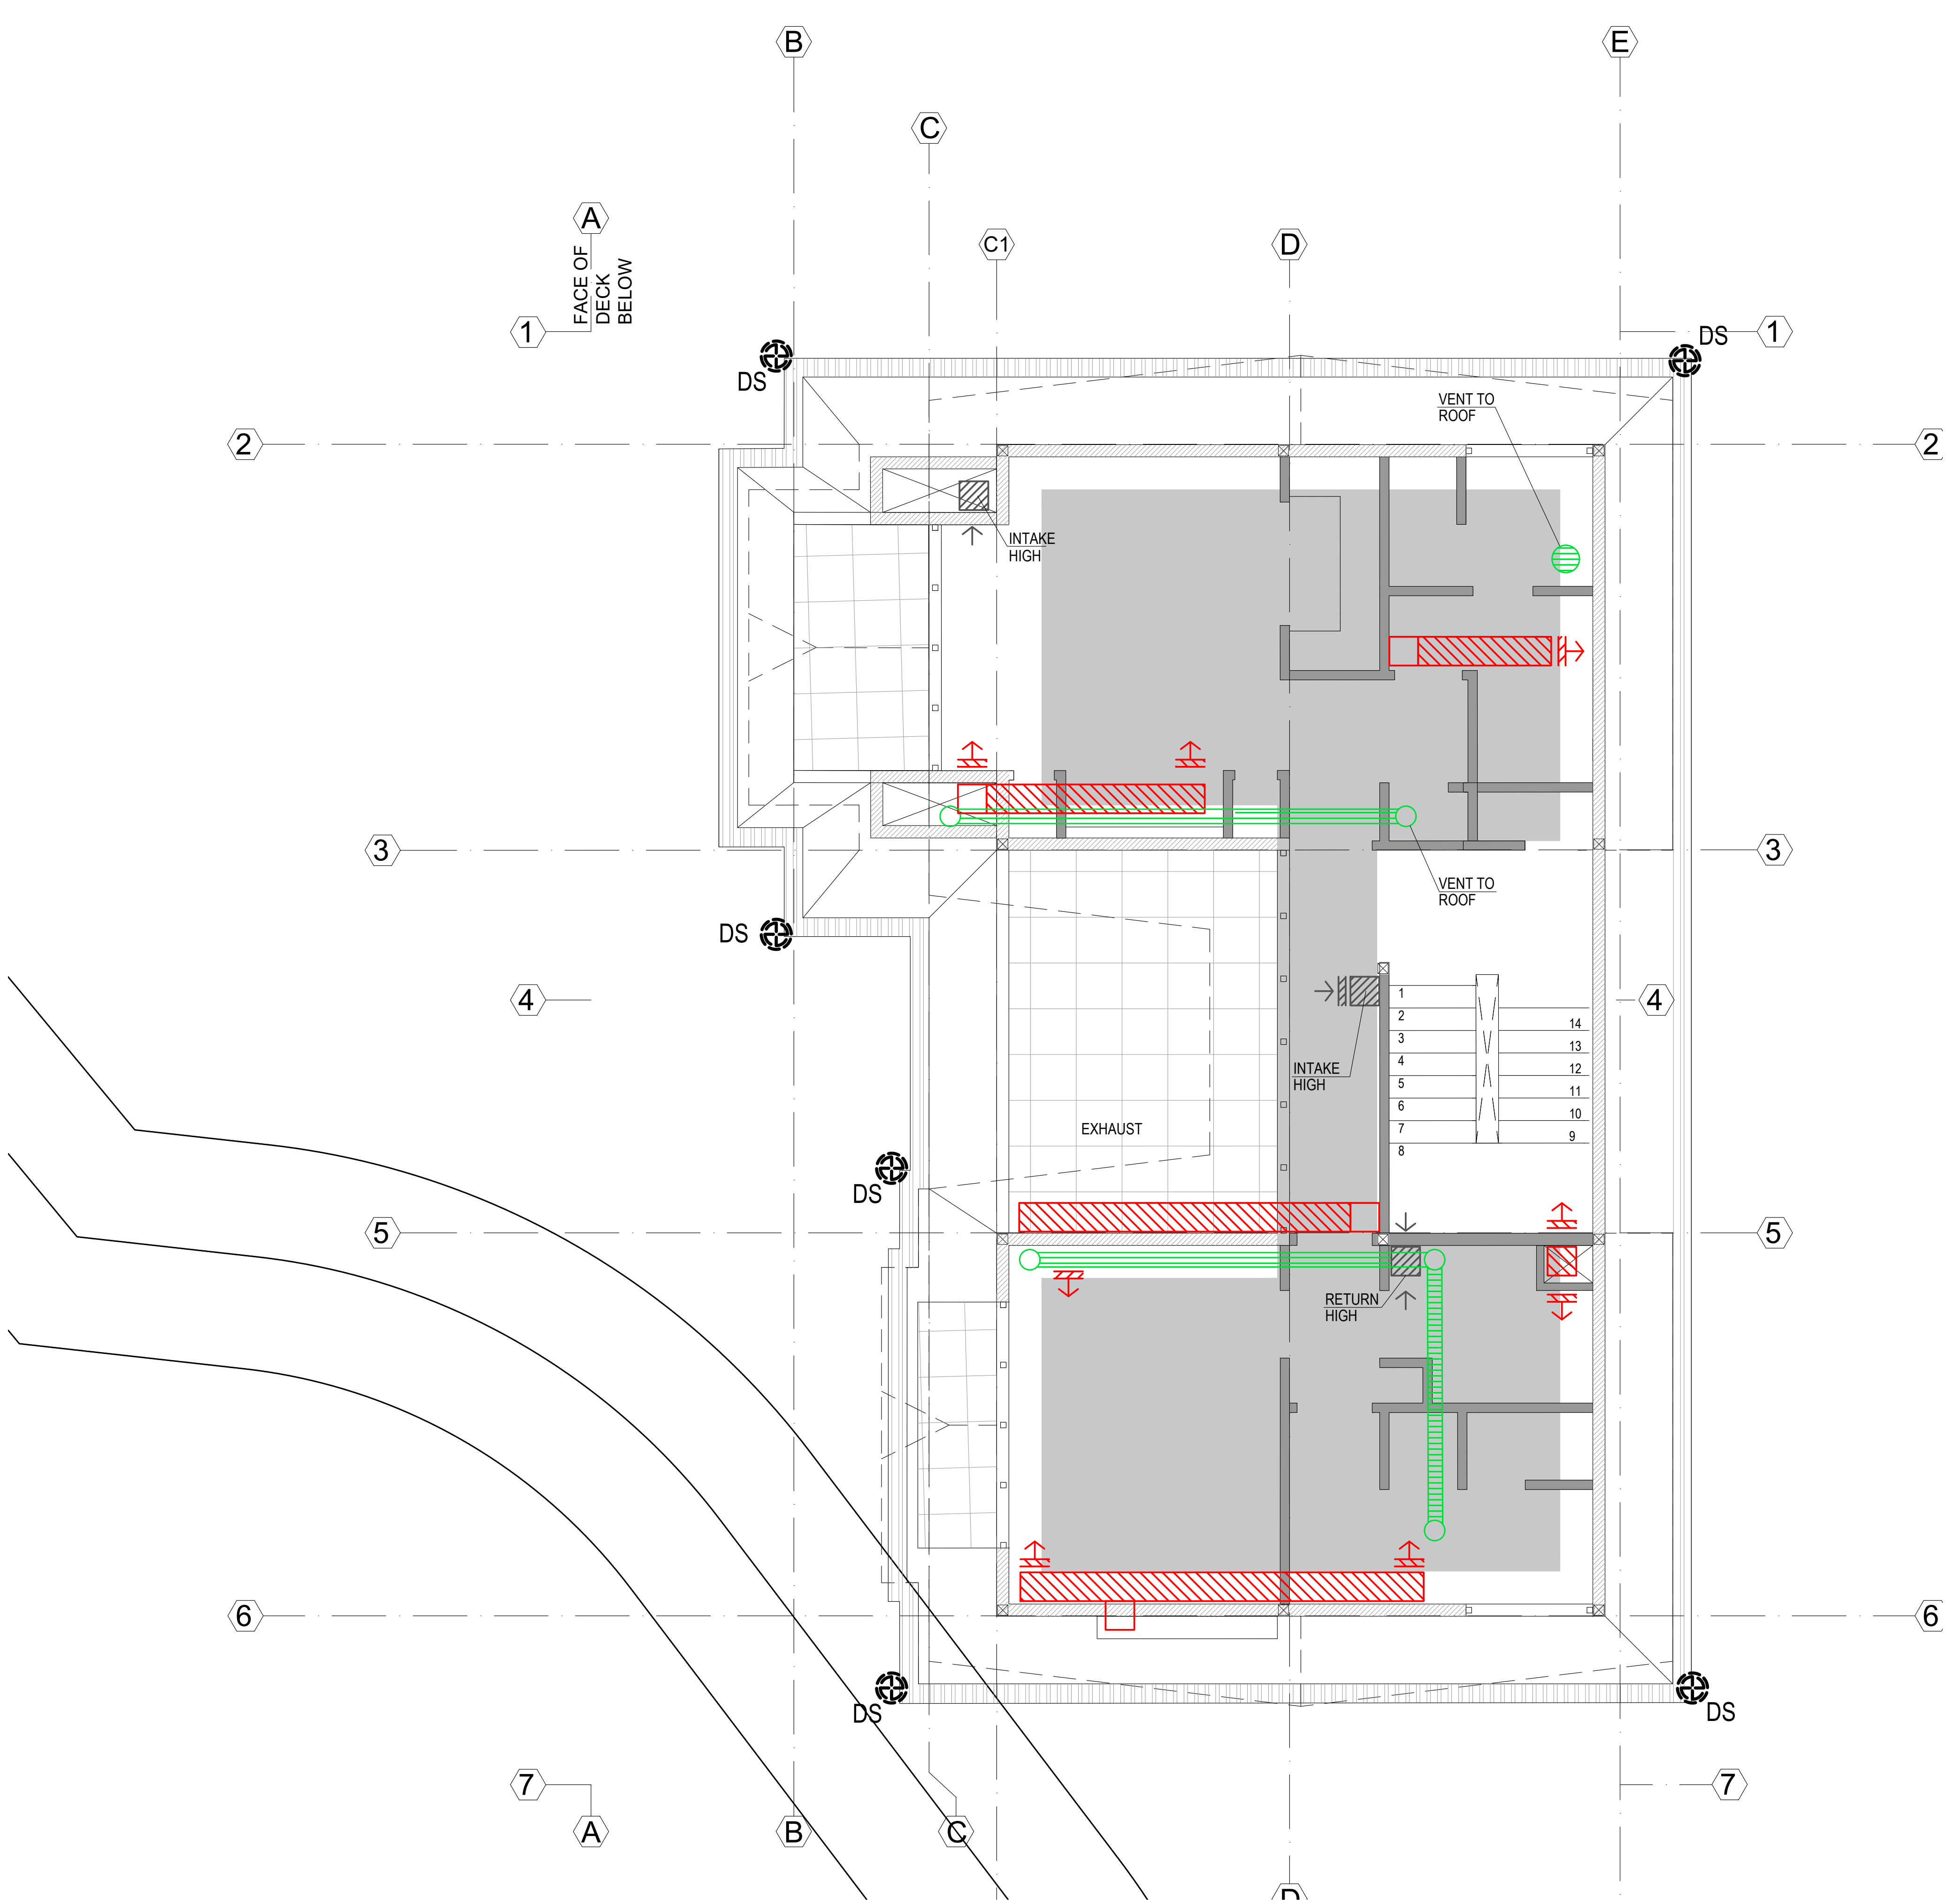 B
E
C
A
C1
D
FACE OF
DECK
BELOW
1
1
DS
DS
VENT TO
ROOF
2
2
INTAKE
HIGH
3
3
VENT TO
ROOF
DS
4
4
1
2
3
4
5
6
7
8
14
13
12
11
10
9
INTAKE
HIGH
EXHAUST
DS
5
5
RETURN
HIGH
6
6
DS
DS
7
7
A
B
C
D